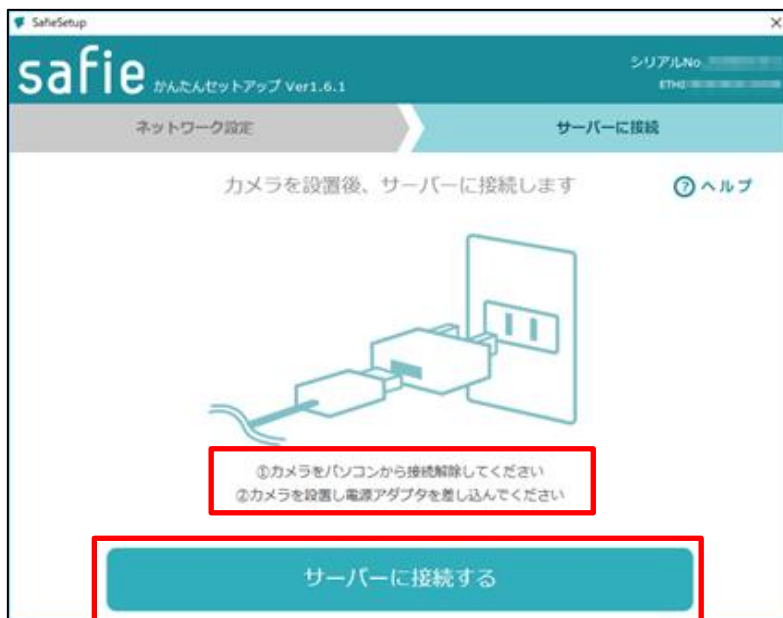 SafieSetup
safie かんたんセットアップ Ver1.6.1
シリアルNo
ETH
ネットワーク設定
サーバーに接続
カメラを設置後、サーバーに接続します
ヘルプ
①カメラをパソコンから接続解除してください
②カメラを設置し電源アダプタを差し込んでください
サーバーに接続する